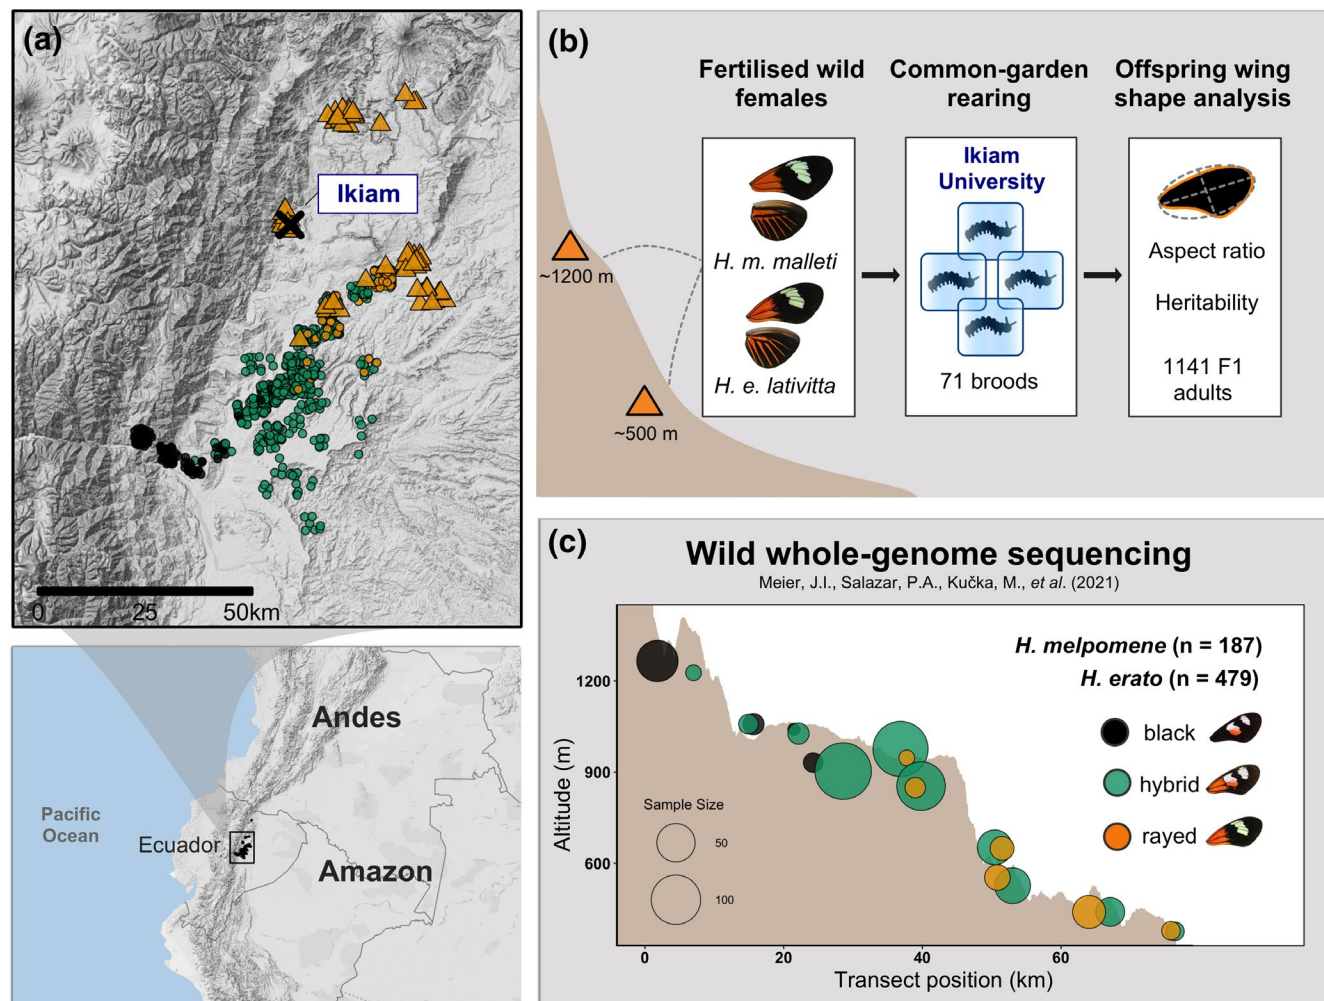 (a)
Ikiam
0 25 50km
Andes
Pacific
Ocean
Ecuador
Amazon
(b)
Fertilised wild
females
Common-garden
rearing
Offspring wing
shape analysis
~1200 m
~500 m
H. m. malleti
H. e. lativitta
Ikiam
University
71 broods
Aspect ratio
Heritability
1141 F1
adults
(c)
Wild whole-genome sequencing
Meier, J.I., Salazar, P.A., Kučka, M., et al. (2021)
H. melpomene (n = 187)
H. erato (n = 479)
black
hybrid
rayed
Sample Size
50
100
Altitude (m)
1200
900
600
0 20 40 60
Transect position (km)